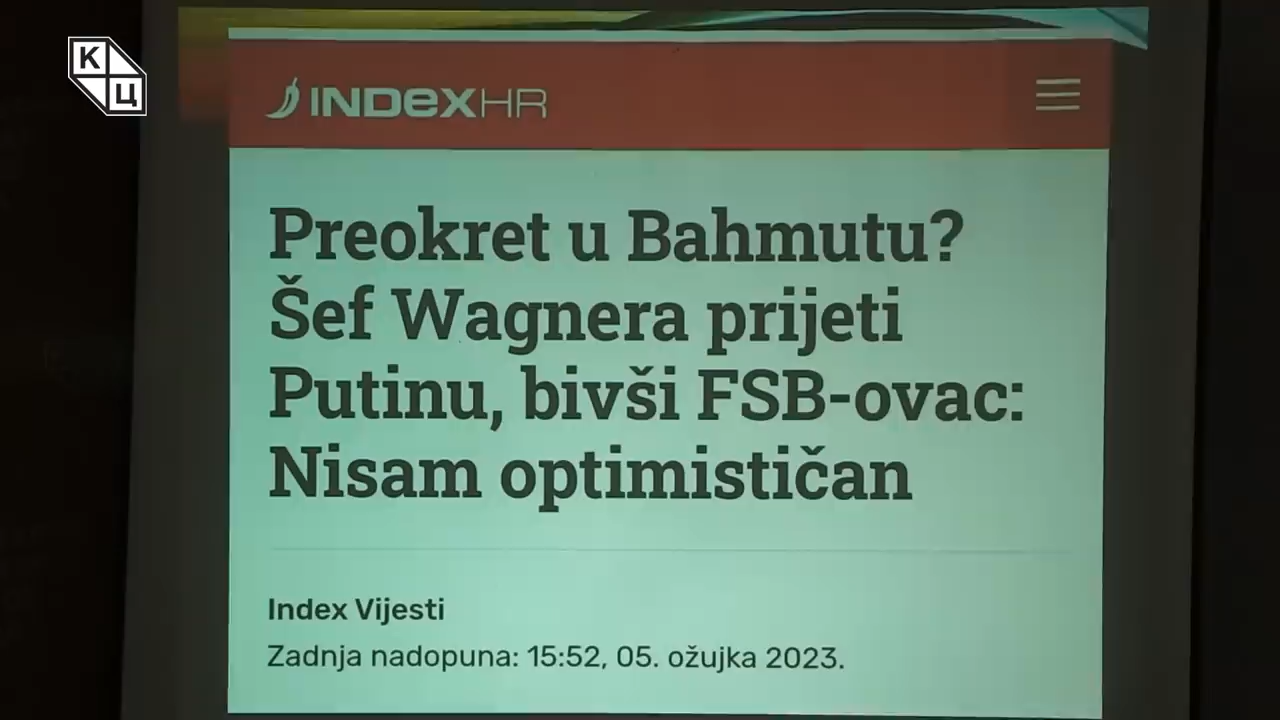 К
Ц
INDEXHR
Preokret u Bahmutu?
Šef Wagnera prijeti
Putinu, bivši FSB-ovac:
Nisam optimističan
Index Vijesti
Zadnja nadopuna: 15:52, 05. ožujka 2023.